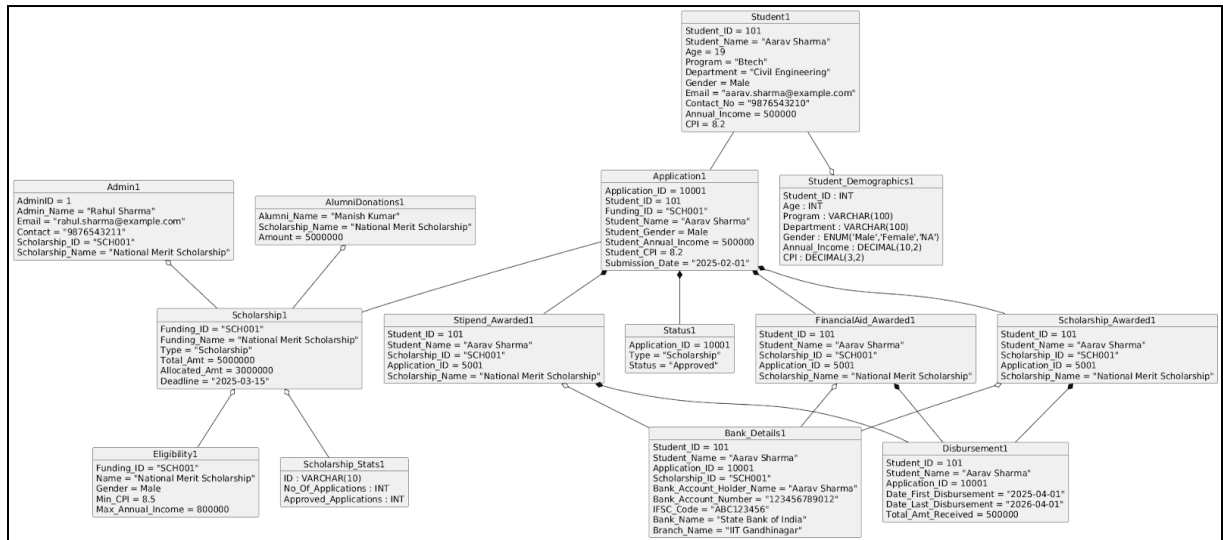 Student1
Student_ID = 101
Student_Name = "Aarav Sharma"
Age = 19
Program = "Btech"
Department = "Civil Engineering"
Gender = Male
Email = "aarav.sharma@example.com"
Contact_No = "9876543210"
Annual_Income = 500000
CPI = 8.2
Admin1
AdminID = 1
Admin_Name = "Rahul Sharma"
Email = "rahul.sharma@example.com"
Contact = "9876543211"
Scholarship_ID = "SCH001"
Scholarship_Name = "National Merit Scholarship"
AlumniDonations1
Alumni_Name = "Manish Kumar"
Scholarship_Name = "National Merit Scholarship"
Amount = 5000000
Application1
Application_ID = 10001
Student_ID = 101
Funding_ID = "SCH001"
Student_Name = "Aarav Sharma"
Student_Gender = Male
Student_Annual_Income = 500000
Student_CPI = 8.2
Submission_Date = "2025-02-01"
Student_Demographics1
Student_ID : INT
Age : INT
Program : VARCHAR(100)
Department : VARCHAR(100)
Gender : ENUM('Male','Female','NA')
Annual_Income : DECIMAL(10,2)
CPI : DECIMAL(3,2)
Scholarship1
Funding_ID = "SCH001"
Funding_Name = "National Merit Scholarship"
Type = "Scholarship"
Total_Amt = 5000000
Allocated_Amt = 3000000
Deadline = "2025-03-15"
Stipend_Awarded1
Student_ID = 101
Student_Name = "Aarav Sharma"
Scholarship_ID = "SCH001"
Application_ID = 5001
Scholarship_Name = "National Merit Scholarship"
Status1
Application_ID = 10001
Type = "Scholarship"
Status = "Approved"
FinancialAid_Awarded1
Student_ID = 101
Student_Name = "Aarav Sharma"
Scholarship_ID = "SCH001"
Application_ID = 5001
Scholarship_Name = "National Merit Scholarship"
Scholarship_Awarded1
Student_ID = 101
Student_Name = "Aarav Sharma"
Scholarship_ID = "SCH001"
Application_ID = 5001
Scholarship_Name = "National Merit Scholarship"
Eligibility1
Funding_ID = "SCH001"
Name = "National Merit Scholarship"
Gender = Male
Min_CPI = 8.5
Max_Annual_Income = 800000
Scholarship_Stats1
ID : VARCHAR(10)
No_Of_Applications : INT
Approved_Applications : INT
Bank_Details1
Student_ID = 101
Student_Name = "Aarav Sharma"
Application_ID = 10001
Scholarship_ID = "SCH001"
Bank_Account_Holder_Name = "Aarav Sharma"
Bank_Account_Number = "123456789012"
IFSC_Code = "ABC123456"
Bank_Name = "State Bank of India"
Branch_Name = "IIT Gandhinagar"
Disbursement1
Student_ID = 101
Student_Name = "Aarav Sharma"
Application_ID = 10001
Date_First_Disbursement = "2025-04-01"
Date_Last_Disbursement = "2026-04-01"
Total_Amt_Received = 500000